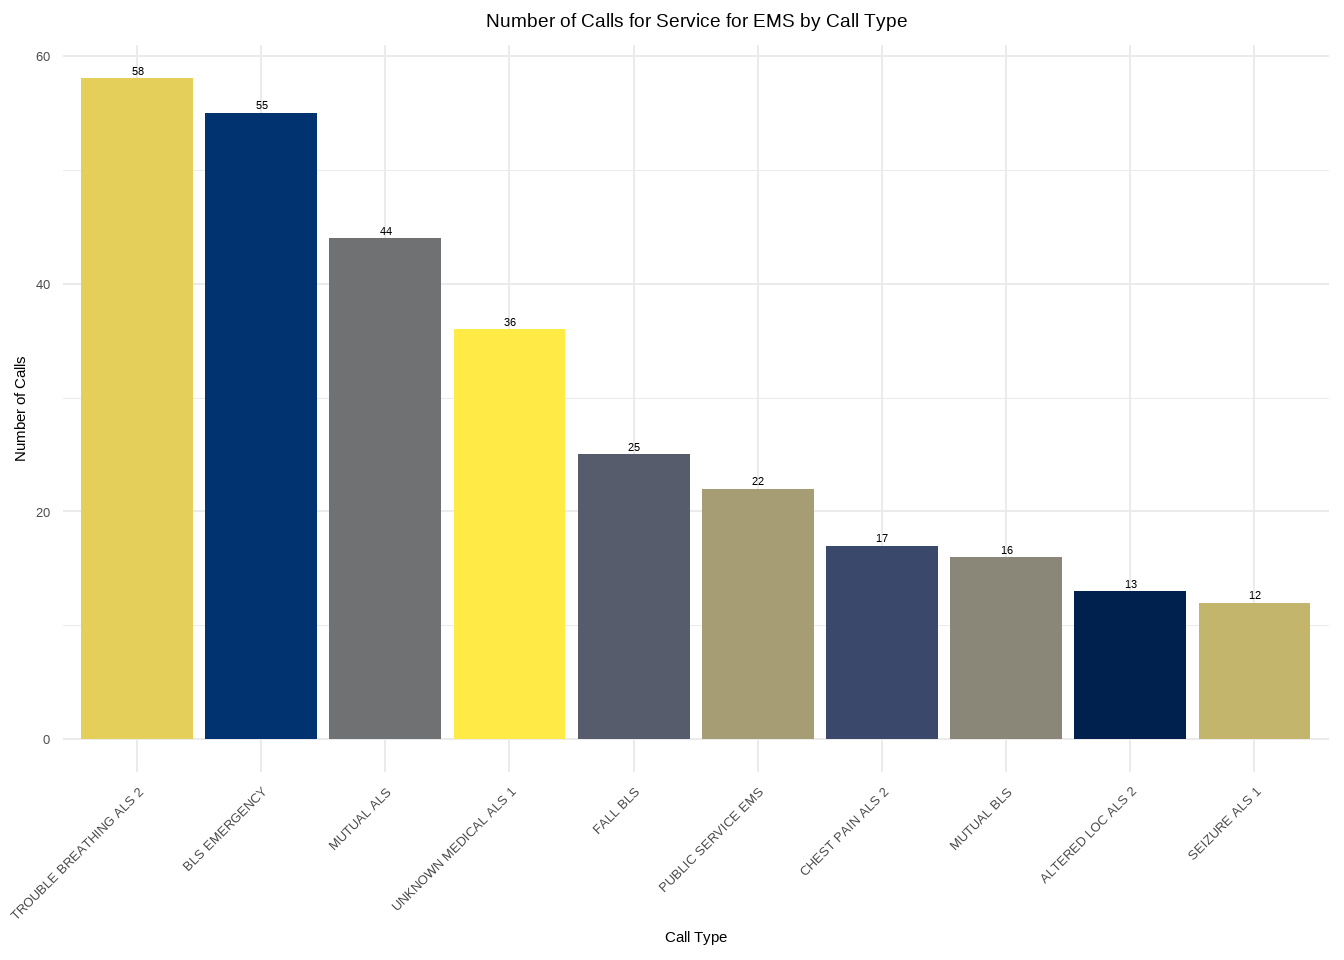 Number of Calls for Service for EMS by Call Type
Number of Calls
60
40
20
0
58
55
44
36
25
22
17
16
13
12
TROUBLE BREATHING ALS 2
BLS EMERGENCY
MUTUAL ALS
UNKNOWN MEDICAL ALS 1
FALL BLS
PUBLIC SERVICE EMS
CHEST PAIN ALS 2
MUTUAL BLS
ALTERED LOC ALS 2
SEIZURE ALS 1
Call Type